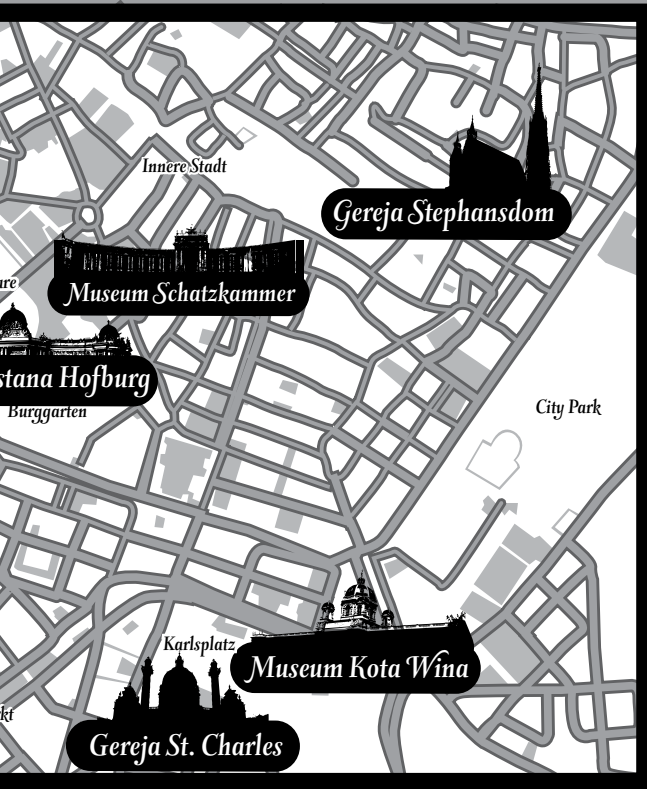 Innere Stadt
Gereja Stephansdom
Museum Schatzkammer
stana Hofburg
Burggarten
City Park
Karlsplatz
Museum Kota Wina
Gereja St. Charles